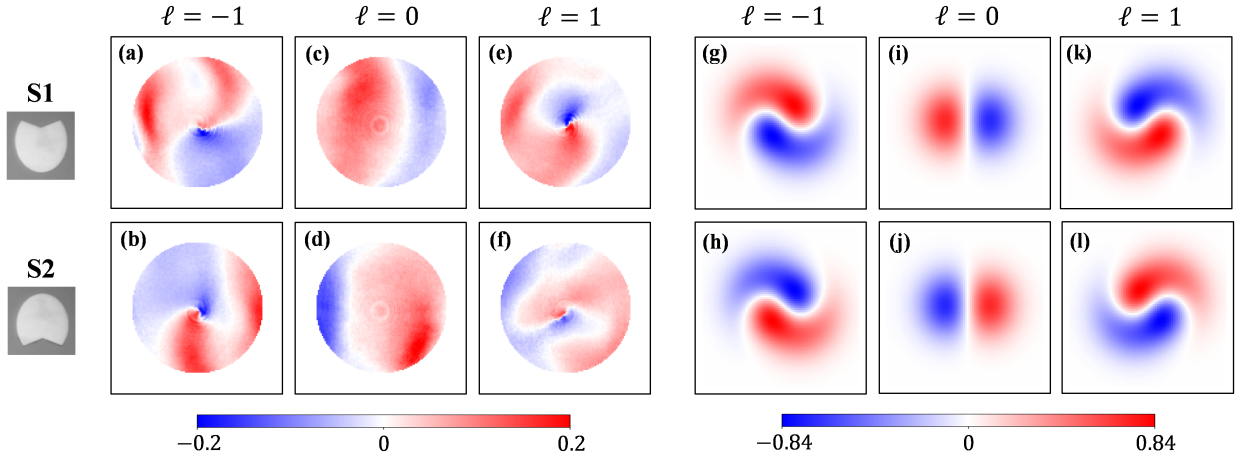 ℓ = −1 ℓ = 0 ℓ = 1 ℓ = −1 ℓ = 0 ℓ = 1
S1
(a) (c) (e) (g) (i) (k)
S2
(b) (d) (f) (h) (j) (l)
−0.2 0 0.2 −0.84 0 0.84